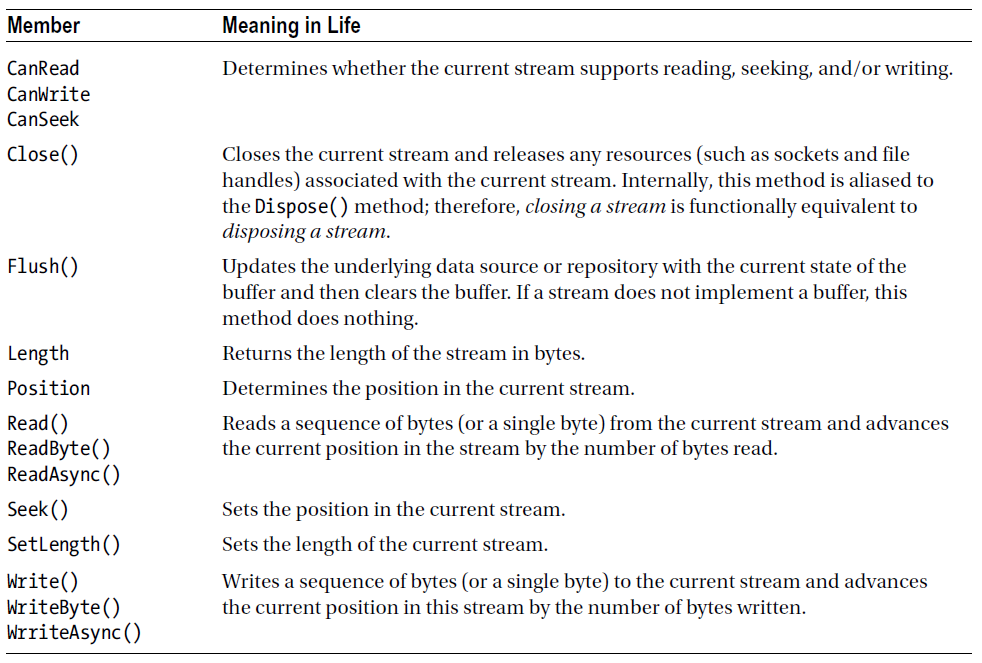 Member Meaning in Life
CanRead Determines whether the current stream supports reading, seeking, and/or writing.
CanWrite
CanSeek
Close() Closes the current stream and releases any resources (such as sockets and file
handles) associated with the current stream. Internally, this method is aliased to
the Dispose() method; therefore, closing a stream is functionally equivalent to
disposing a stream.
Flush() Updates the underlying data source or repository with the current state of the
buffer and then clears the buffer. If a stream does not implement a buffer, this
method does nothing.
Length Returns the length of the stream in bytes.
Position Determines the position in the current stream.
Read() Reads a sequence of bytes (or a single byte) from the current stream and advances
ReadByte() the current position in the stream by the number of bytes read.
ReadAsync()
Seek() Sets the position in the current stream.
SetLength() Sets the length of the current stream.
Write() Writes a sequence of bytes (or a single byte) to the current stream and advances
WriteByte() the current position in this stream by the number of bytes written.
WrriteAsync()